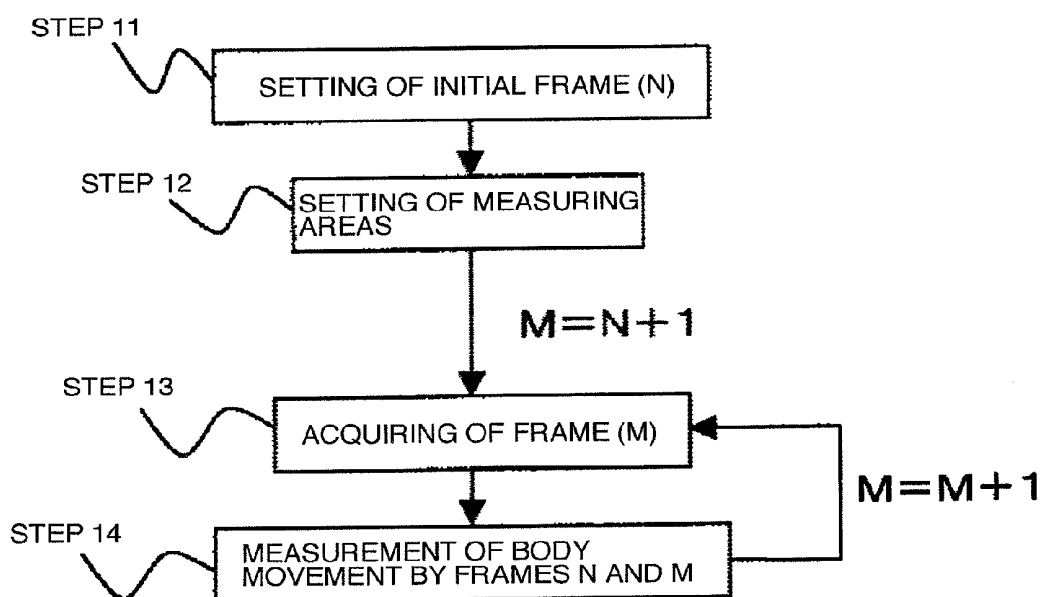 STEP 11
SETTING OF INITIAL FRAME (N)
STEP 12
SETTING OF MEASURING
AREAS
M=N+1
STEP 13
ACQUIRING OF FRAME (M)
M=M+1
STEP 14
MEASUREMENT OF BODY
MOVEMENT BY FRAMES N AND M